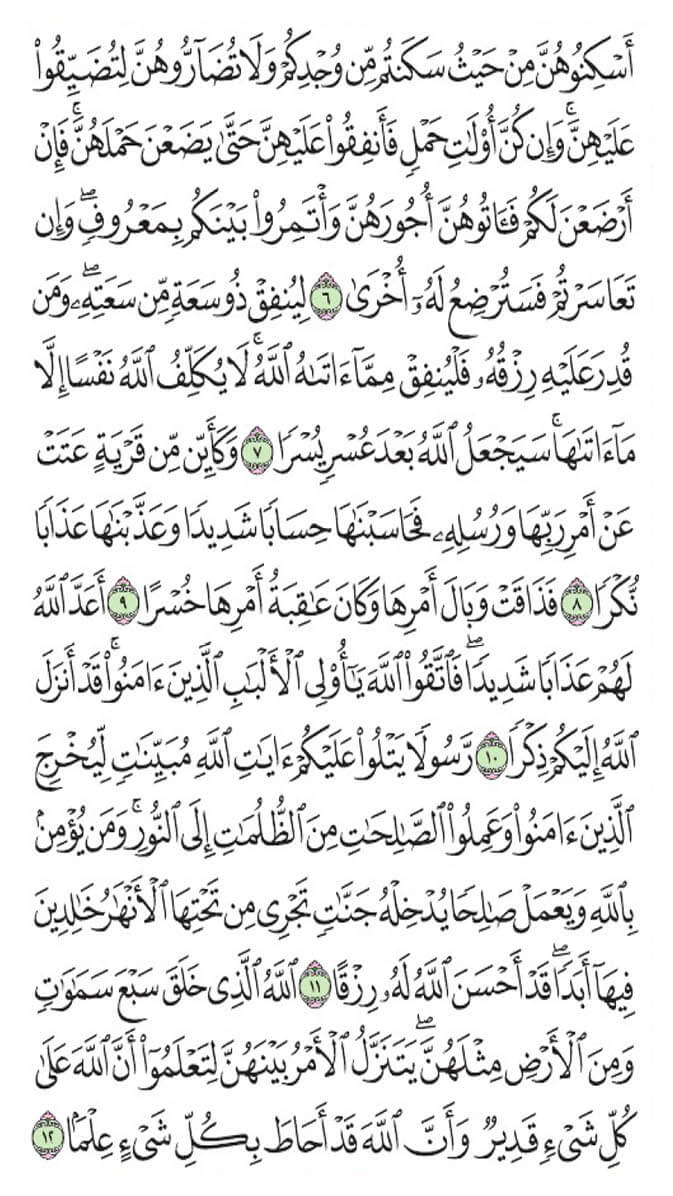 أَسْكِنُوهُنَّ مِنْ حَيْثُ سَكَنتُم مِّن وُجْدِكُمْ وَلَا تُضَآرُّوهُنَّ لِتُضَيِّقُوا۟
عَلَيْهِنَّ ۚ وَإِن كُنَّ أُو۟لَٰتِ حَمْلٍ فَأَنفِقُوا۟ عَلَيْهِنَّ حَتَّىٰ يَضَعْنَ حَمْلَهُنَّ ۚ فَإِنْ
أَرْضَعْنَ لَكُمْ فَـَٔاتُوهُنَّ أُجُورَهُنَّ وَأْتَمِرُوا۟ بَيْنَكُم بِمَعْرُوفٍ ۖ وَإِن
تَعَاسَرْتُمْ فَسَتُرْضِعُ لَهُۥٓ أُخْرَىٰ ٦ لِيُنفِقْ ذُو سَعَةٍ مِّن سَعَتِهِۦ ۖ وَمَن
قُدِرَ عَلَيْهِ رِزْقُهُۥ فَلْيُنفِقْ مِمَّآ ءَاتَىٰهُ ٱللَّهُ ۚ لَا يُكَلِّفُ ٱللَّهُ نَفْسًا إِلَّا
مَآ ءَاتَىٰهَا ۚ سَيَجْعَلُ ٱللَّهُ بَعْدَ عُسْرٍ يُسْرًا ٧ وَكَأَيِّن مِّن قَرْيَةٍ عَتَتْ
عَنْ أَمْرِ رَبِّهَا وَرُسُلِهِۦ فَحَاسَبْنَٰهَا حِسَابًا شَدِيدًا وَعَذَّبْنَٰهَا عَذَابًا
نُّكْرًا ٨ فَذَاقَتْ وَبَالَ أَمْرِهَا وَكَانَ عَٰقِبَةُ أَمْرِهَا خُسْرًا ٩ أَعَدَّ ٱللَّهُ
لَهُمْ عَذَابًا شَدِيدًا ۖ فَٱتَّقُوا۟ ٱللَّهَ يَٰٓأُو۟لِى ٱلْأَلْبَٰبِ ٱلَّذِينَ ءَامَنُوا۟ ۚ قَدْ أَنزَلَ
ٱللَّهُ إِلَيْكُمْ ذِكْرًا ١٠ رَّسُولًا يَتْلُوا۟ عَلَيْكُمْ ءَايَٰتِ ٱللَّهِ مُبَيِّنَٰتٍ لِّيُخْرِجَ
ٱلَّذِينَ ءَامَنُوا۟ وَعَمِلُوا۟ ٱلصَّٰلِحَٰتِ مِنَ ٱلظُّلُمَٰتِ إِلَى ٱلنُّورِ ۚ وَمَن يُؤْمِنۢ
بِٱللَّهِ وَيَعْمَلْ صَٰلِحًا يُدْخِلْهُ جَنَّٰتٍ تَجْرِى مِن تَحْتِهَا ٱلْأَنْهَٰرُ خَٰلِدِينَ
فِيهَآ أَبَدًا ۖ قَدْ أَحْسَنَ ٱللَّهُ لَهُۥ رِزْقًا ١١ ٱللَّهُ ٱلَّذِى خَلَقَ سَبْعَ سَمَٰوَٰتٍ
وَمِنَ ٱلْأَرْضِ مِثْلَهُنَّ ۖ يَتَنَزَّلُ ٱلْأَمْرُ بَيْنَهُنَّ لِتَعْلَمُوٓا۟ أَنَّ ٱللَّهَ عَلَىٰ
كُلِّ شَىْءٍ قَدِيرٌ وَأَنَّ ٱللَّهَ قَدْ أَحَاطَ بِكُلِّ شَىْءٍ عِلْمًۢا ١٢